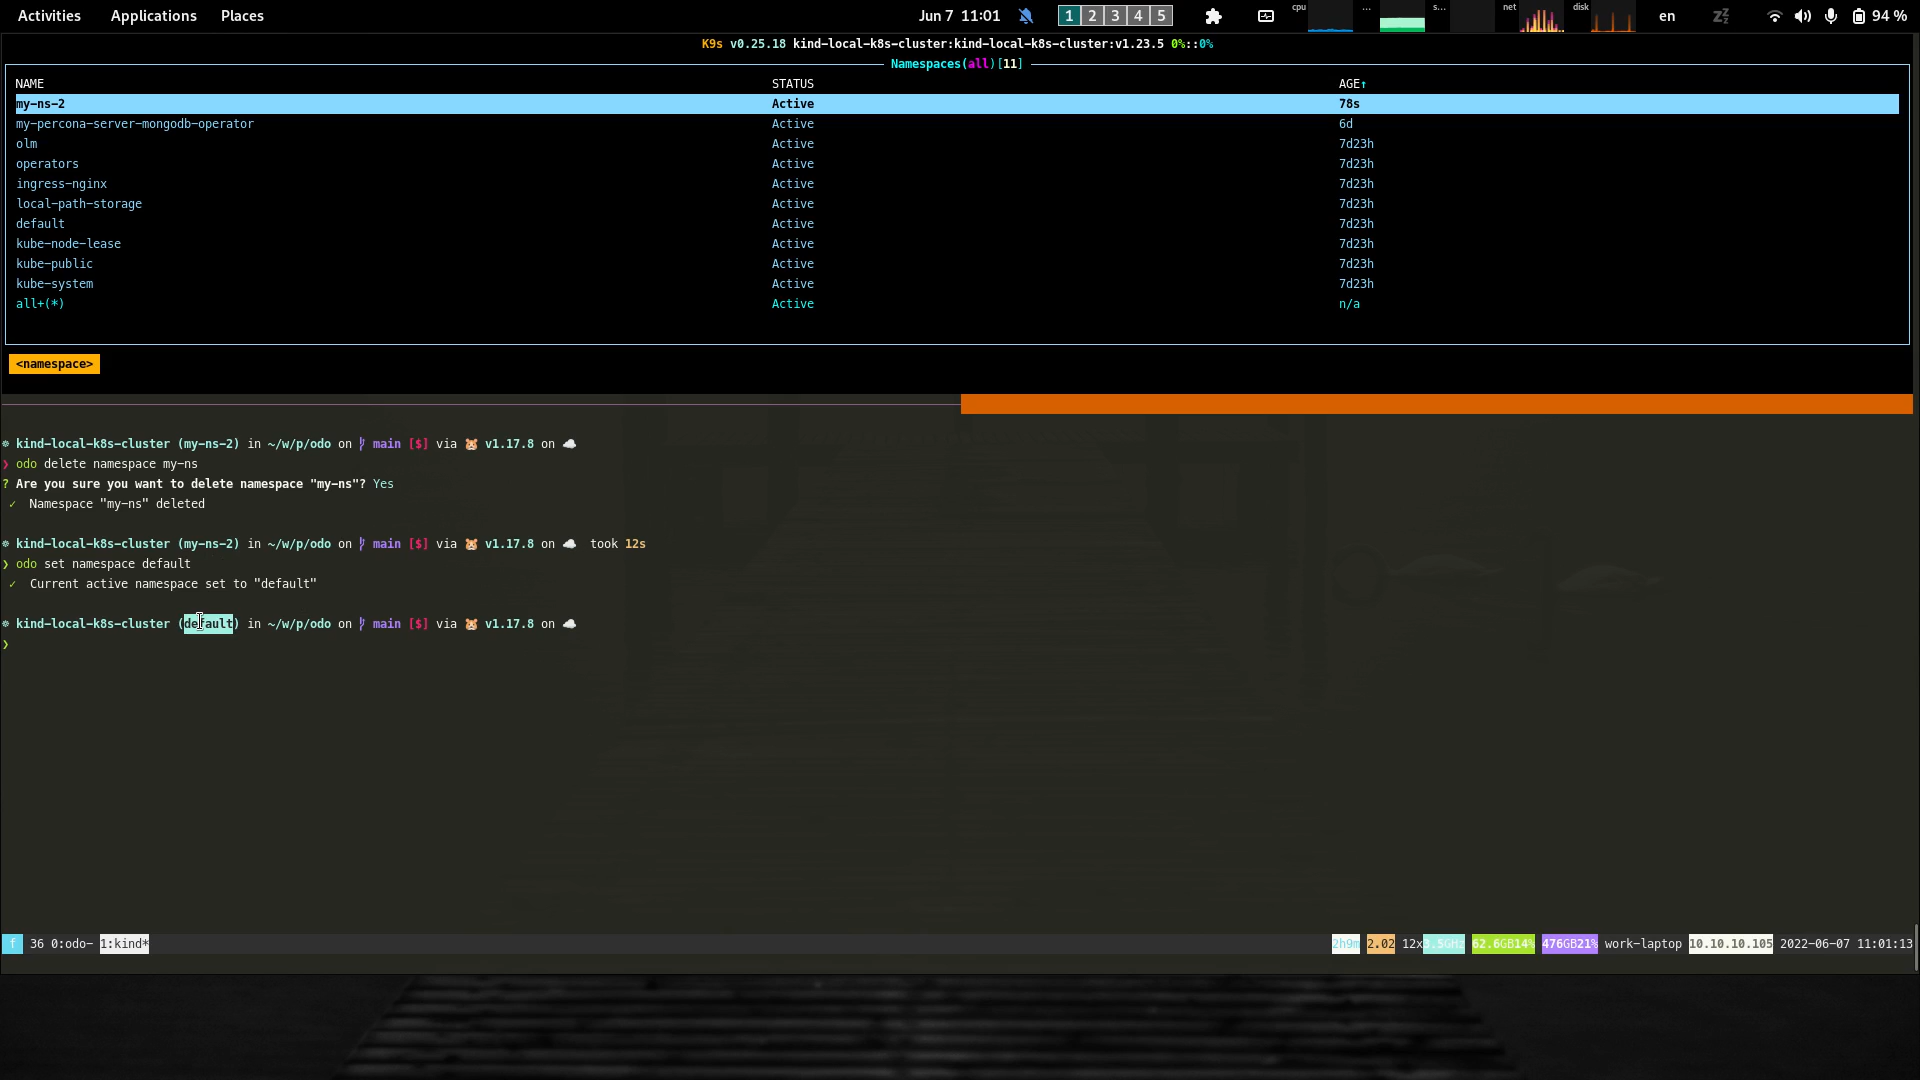 Activities Applications Places Jun 7 11:01 1 2 3 4 5 cpu ... s... net disk en 94 %
K9s v0.25.18 kind-local-k8s-cluster:kind-local-k8s-cluster:v1.23.5 0%::0%
Namespaces(all)[11]
NAME STATUS AGE↑
my-ns-2 Active 78s
my-percona-server-mongodb-operator Active 6d
olm Active 7d23h
operators Active 7d23h
ingress-nginx Active 7d23h
local-path-storage Active 7d23h
default Active 7d23h
kube-node-lease Active 7d23h
kube-public Active 7d23h
kube-system Active 7d23h
all+(*) Active n/a
<namespace>
☸ kind-local-k8s-cluster (my-ns-2) in ~/w/p/odo on main [$] via 🐹 v1.17.8 on ☁️
❯ odo delete namespace my-ns
? Are you sure you want to delete namespace "my-ns"? Yes
✓ Namespace "my-ns" deleted
☸ kind-local-k8s-cluster (my-ns-2) in ~/w/p/odo on main [$] via 🐹 v1.17.8 on ☁️ took 12s
❯ odo set namespace default
✓ Current active namespace set to "default"
☸ kind-local-k8s-cluster (default) in ~/w/p/odo on main [$] via 🐹 v1.17.8 on ☁️
❯
f 36 0:odo- 1:kind* 2h9m 2.02 12x3.5GHz 62.6GB14% 476GB21% work-laptop 10.10.10.105 2022-06-07 11:01:13